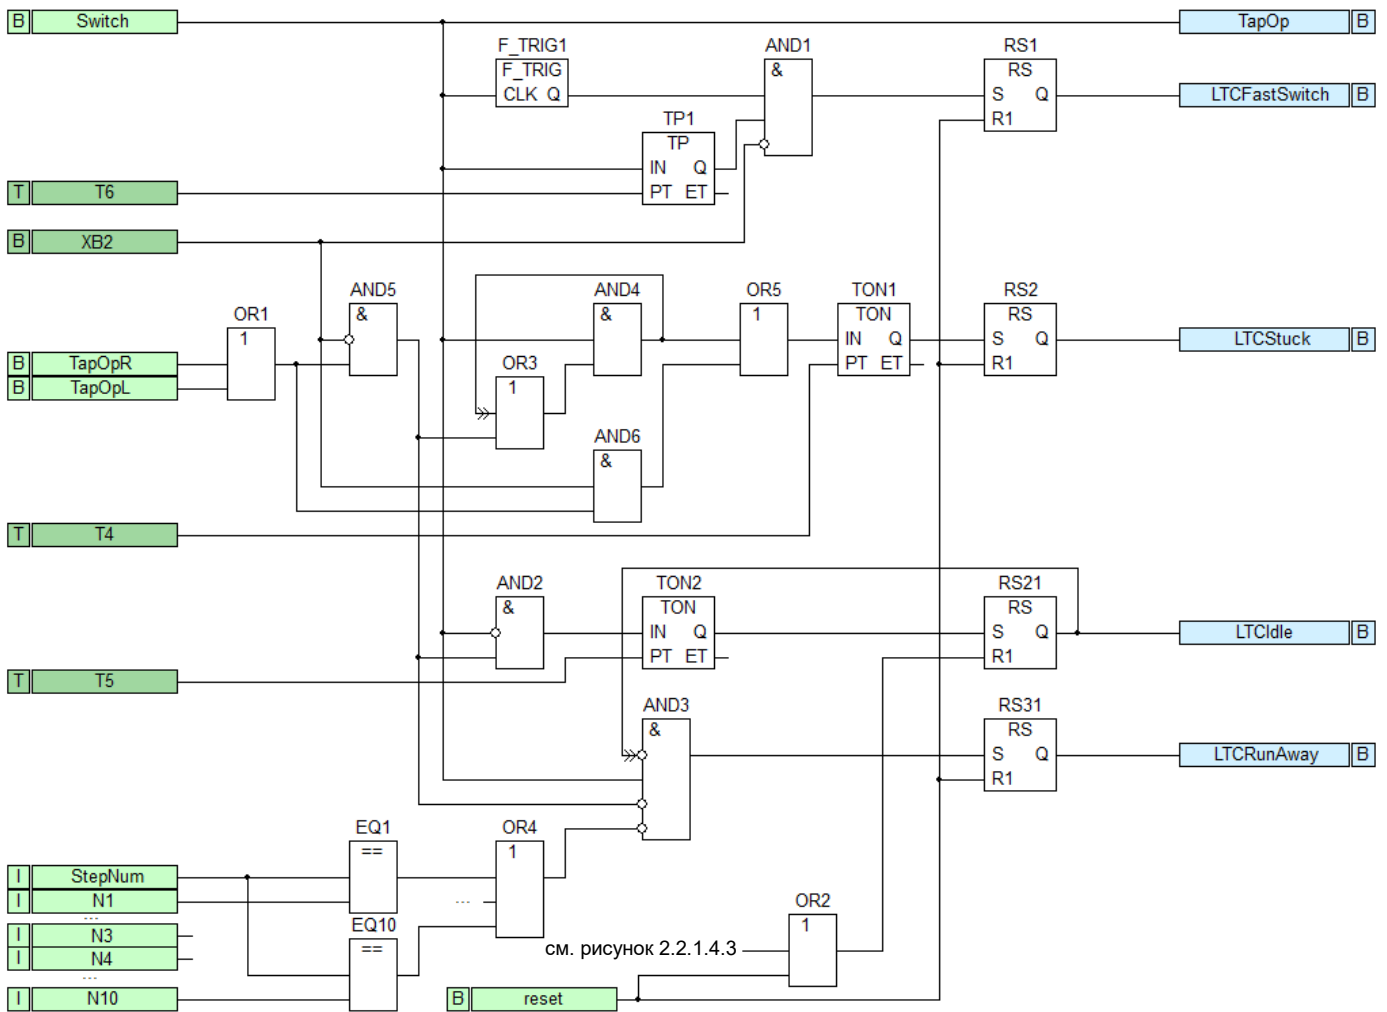 B Switch TapOp B
F_TRIG1 AND1 RS1
F_TRIG & RS
CLK Q S Q LTCFastSwitch B
TP1 R1
TP
IN Q
T T6 PT ET
B XB2
AND5 AND4 OR5 TON1 RS2
OR1 & & 1 TON RS
1 IN Q S Q LTCStuck B
B TapOpR OR3 PT ET R1
B TapOpL 1
AND6
&
T T4
AND2 TON2 RS21
& TON RS
IN Q S Q LTCIdle B
PT ET R1
T T5
AND3 RS31
& RS
S Q LTCRunAway B
R1
EQ1 OR4
== 1
I StepNum
I N1 ... OR2
...
I N3 EQ10 1
I N4 == см. рисунок 2.2.1.4.3
...
I N10 B reset